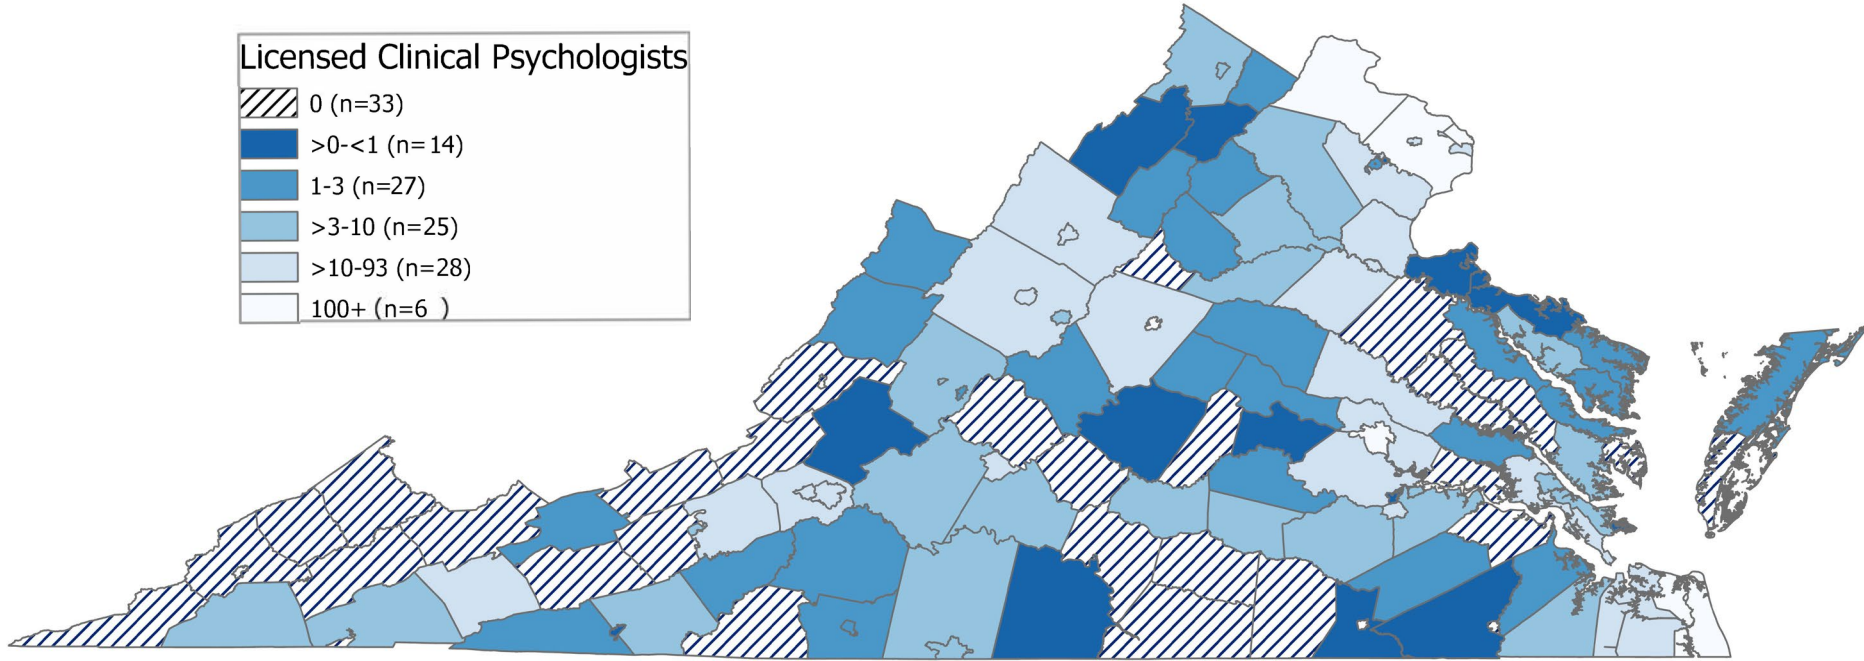 Licensed Clinical Psychologists
0 (n=33)
>0-<1 (n=14)
1-3 (n=27)
>3-10 (n=25)
>10-93 (n=28)
100+ (n=6 )